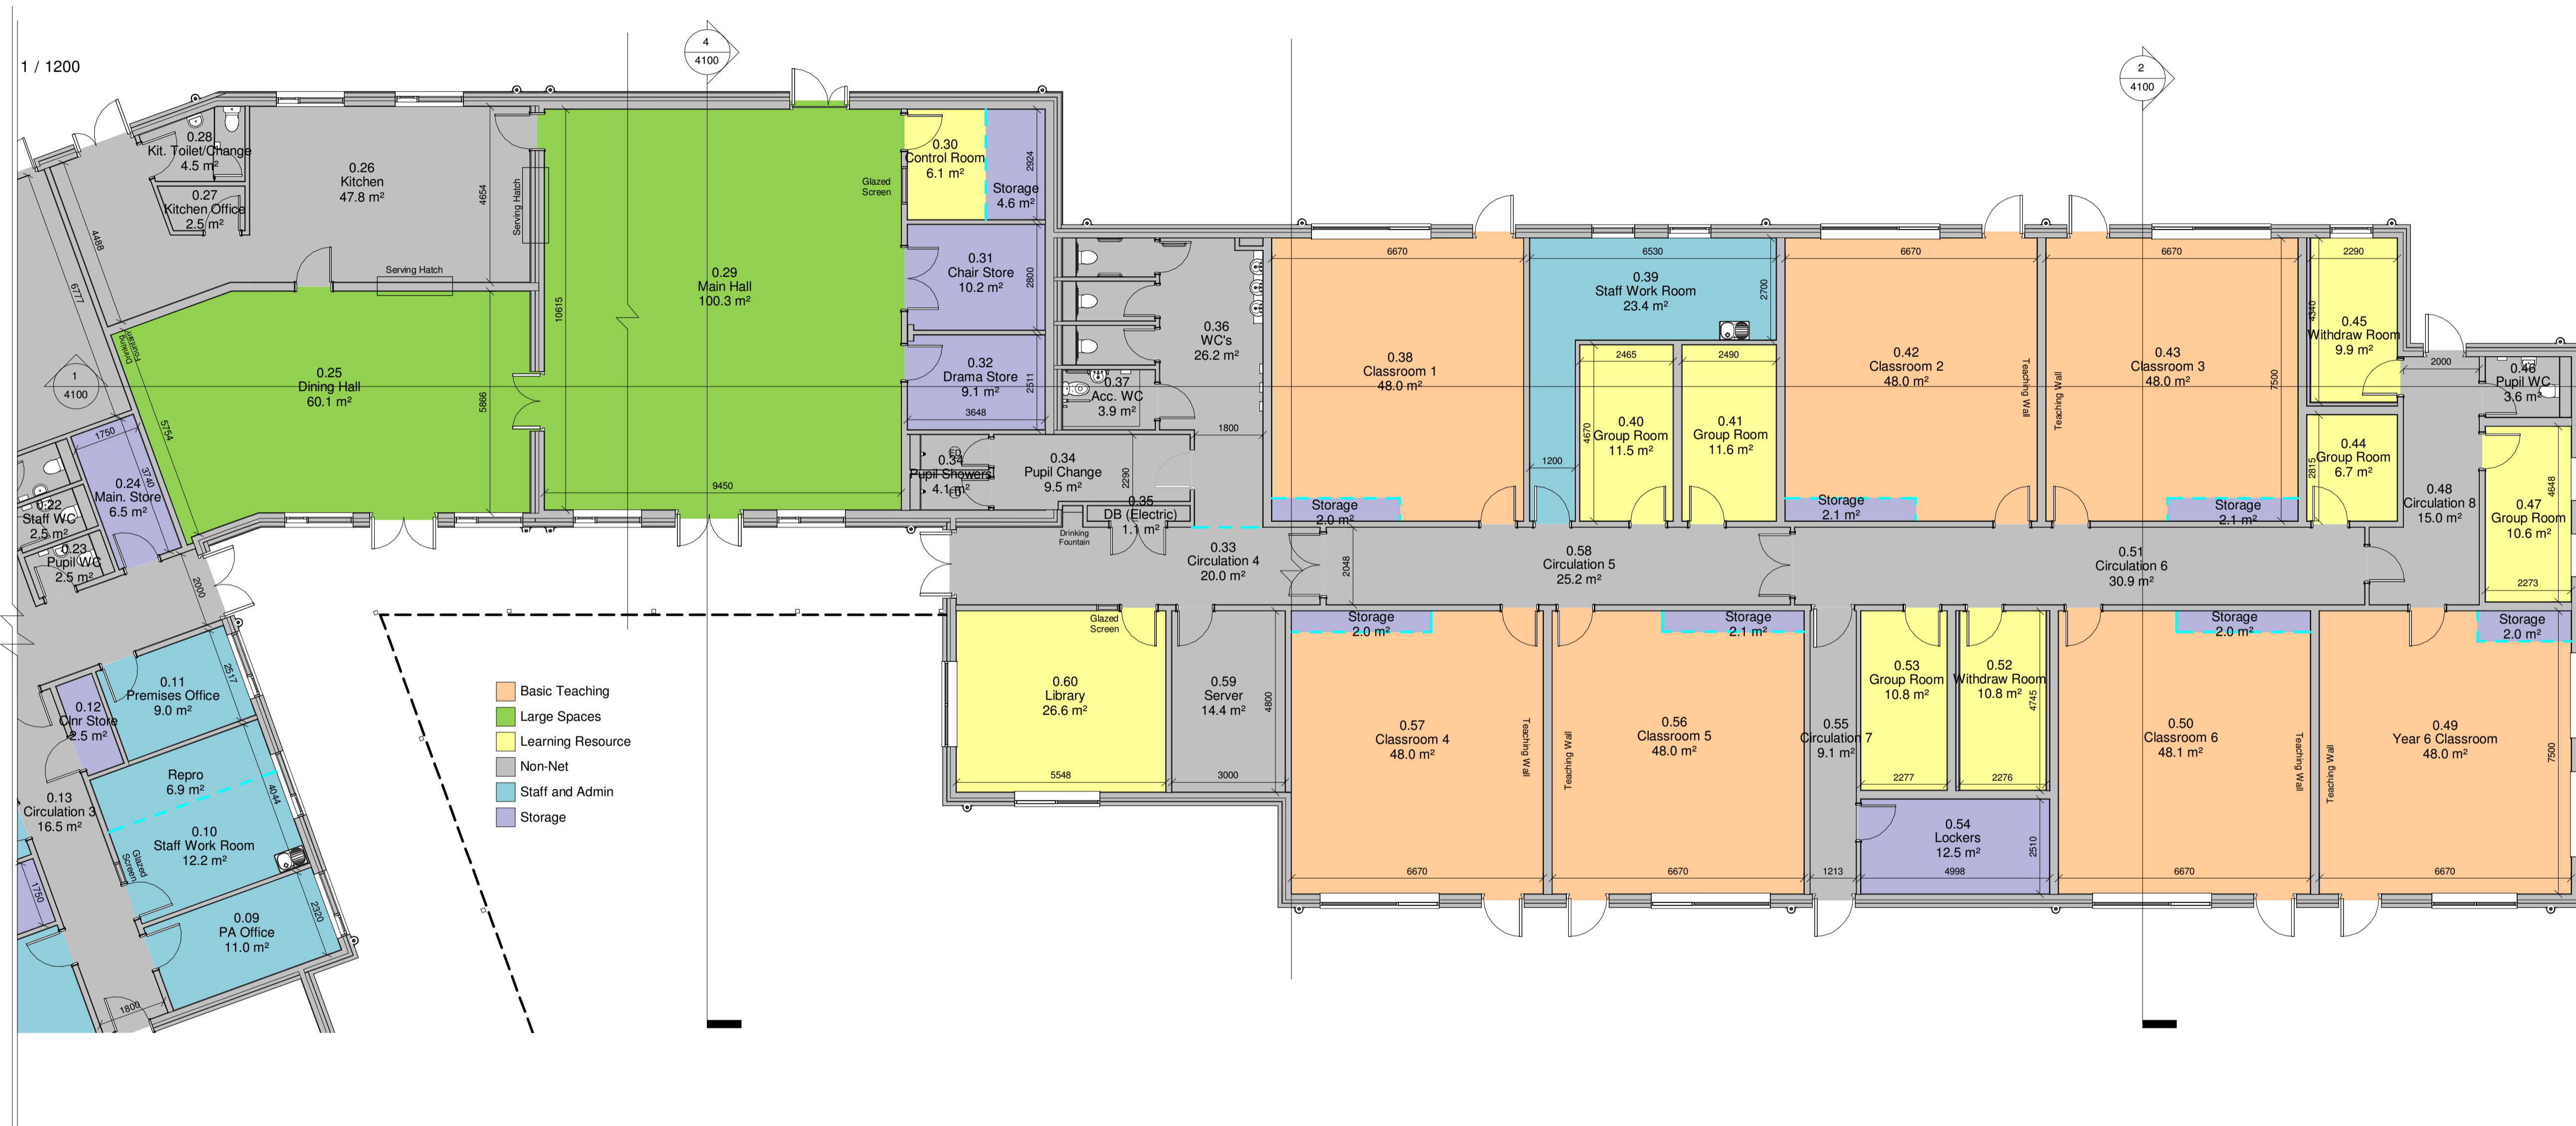 1 / 1200
4
4100
2
4100
1
4100
0.28
Kit. Toilet/Change
4.5 m²
0.27
Kitchen Office
2.5 m²
0.26
Kitchen
47.8 m²
4654
Serving Hatch
Serving Hatch
4488
6777
Drinking
Fountain
0.25
Dining Hall
60.1 m²
5866
5754
1750
3740
0.24
Main. Store
6.5 m²
0.22
Staff WC
2.5 m²
0.23
Pupil WC
2.5 m²
2000
0.29
Main Hall
100.3 m²
10615
9450
Glazed
Screen
0.30
Control Room
6.1 m²
2924
Storage
4.6 m²
0.31
Chair Store
10.2 m²
2800
0.32
Drama Store
9.1 m²
2511
3648
0.34
Pupil Showers
4.1 m²
0.34
Pupil Change
9.5 m²
2290
0.35
DB (Electric)
1.1 m²
Drinking
Fountain
0.36
WC's
26.2 m²
0.37
Acc. WC
3.9 m²
1800
0.33
Circulation 4
20.0 m²
2048
6670
0.38
Classroom 1
48.0 m²
Storage
2.0 m²
6530
0.39
Staff Work Room
23.4 m²
2700
1200
2465
4670
0.40
Group Room
11.5 m²
2490
0.41
Group Room
11.6 m²
6670
0.42
Classroom 2
48.0 m²
Teaching Wall
Storage
2.1 m²
6670
0.43
Classroom 3
48.0 m²
Teaching Wall
7500
Storage
2.1 m²
2290
4340
0.45
Withdraw Room
9.9 m²
0.44
Group Room
6.7 m²
2815
2000
0.46
Pupil WC
3.6 m²
0.48
Circulation 8
15.0 m²
4648
0.47
Group Room
10.6 m²
2273
0.58
Circulation 5
25.2 m²
0.51
Circulation 6
30.9 m²
Glazed
Screen
0.60
Library
26.6 m²
5548
0.59
Server
14.4 m²
4800
3000
Storage
2.0 m²
0.57
Classroom 4
48.0 m²
Teaching Wall
6670
Storage
2.1 m²
0.56
Classroom 5
48.0 m²
Teaching Wall
6670
0.55
Circulation 7
9.1 m²
1213
0.53
Group Room
10.8 m²
2277
0.52
Withdraw Room
10.8 m²
4745
2276
0.54
Lockers
12.5 m²
2510
4998
Storage
2.0 m²
0.50
Classroom 6
48.1 m²
Teaching Wall
6670
Storage
2.0 m²
0.49
Year 6 Classroom
48.0 m²
Teaching Wall
7500
6670
0.11
Premises Office
9.0 m²
2517
0.12
Clnr Store
2.5 m²
Repro
6.9 m²
4044
0.13
Circulation 3
16.5 m²
0.10
Staff Work Room
12.2 m²
Glazed
Screen
1750
0.09
PA Office
11.0 m²
2320
1800
Basic Teaching
Large Spaces
Learning Resource
Non-Net
Staff and Admin
Storage